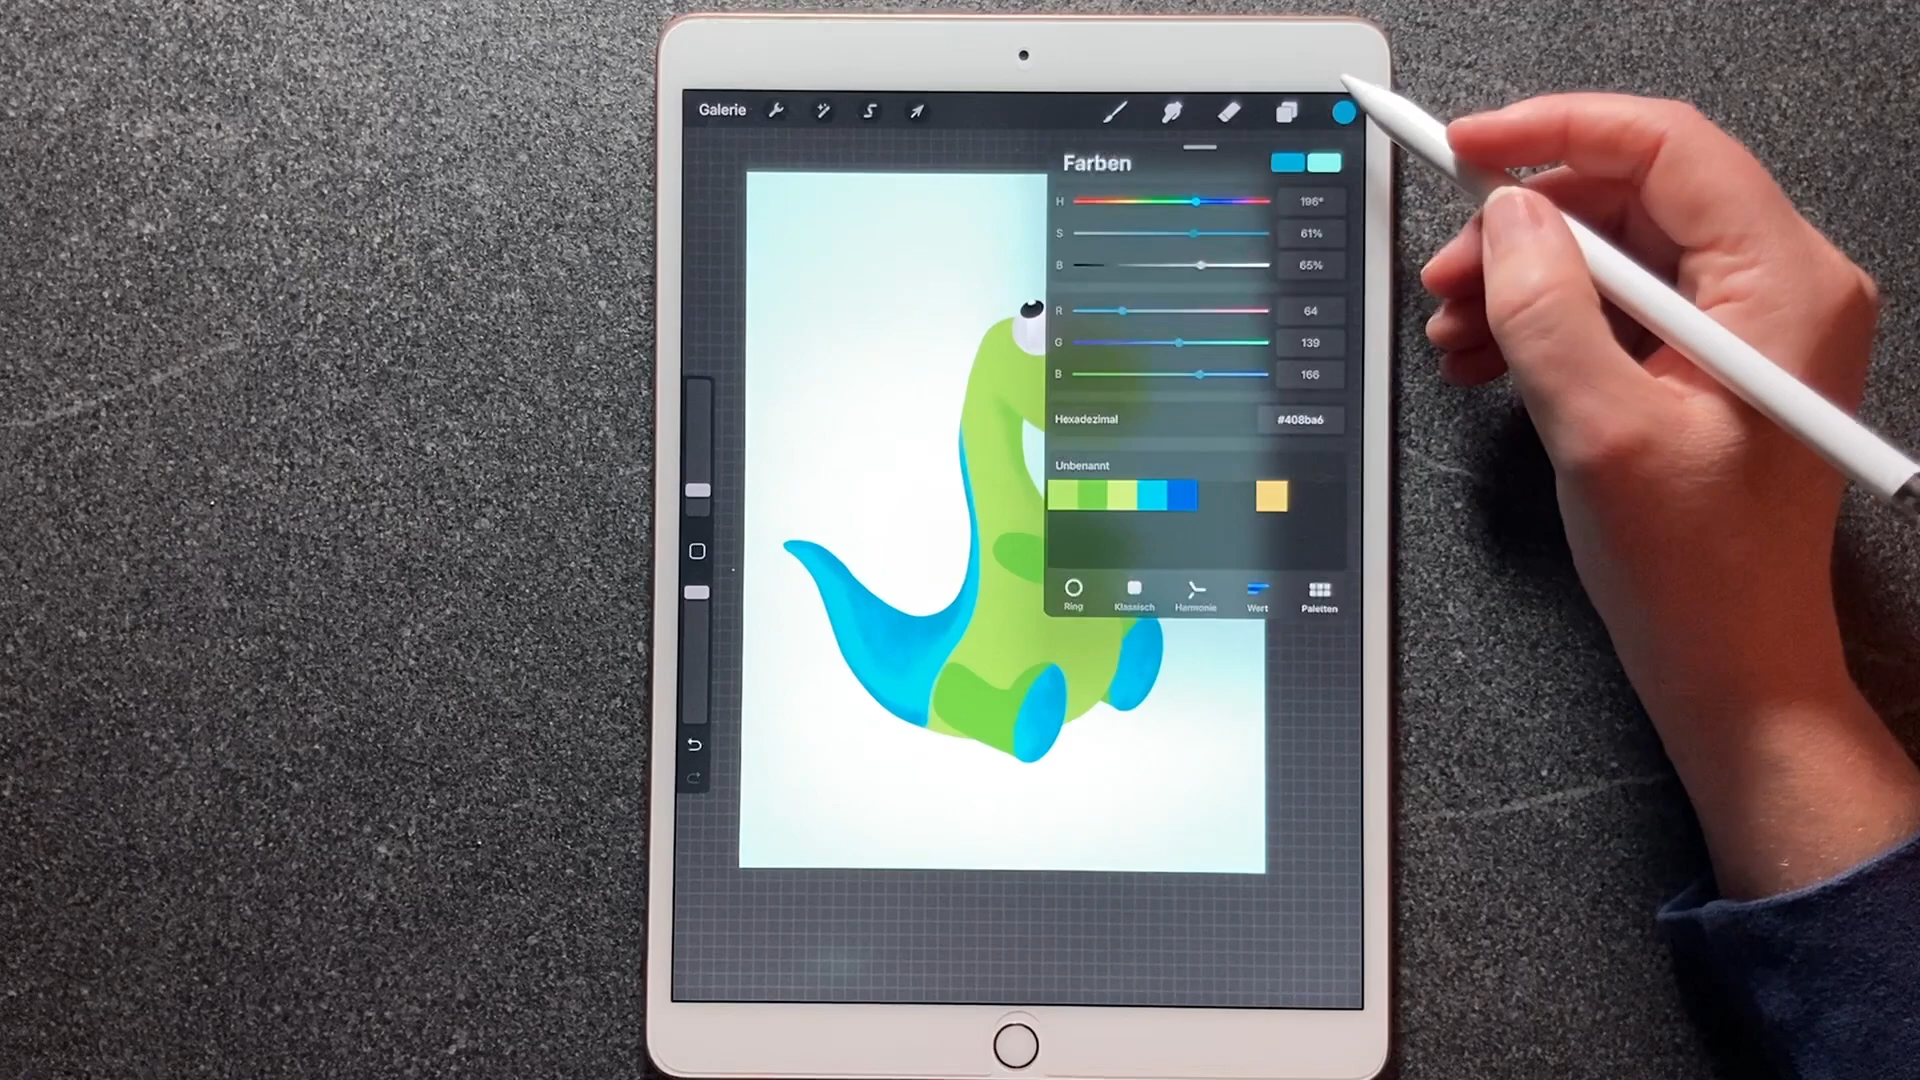 Galerie
Farben
H 196°
S 61%
B 65%
R 64
G 139
B 166
Hexadezimal #408ba6
Unbenannt
Ring Klassisch Harmonie Wert Paletten